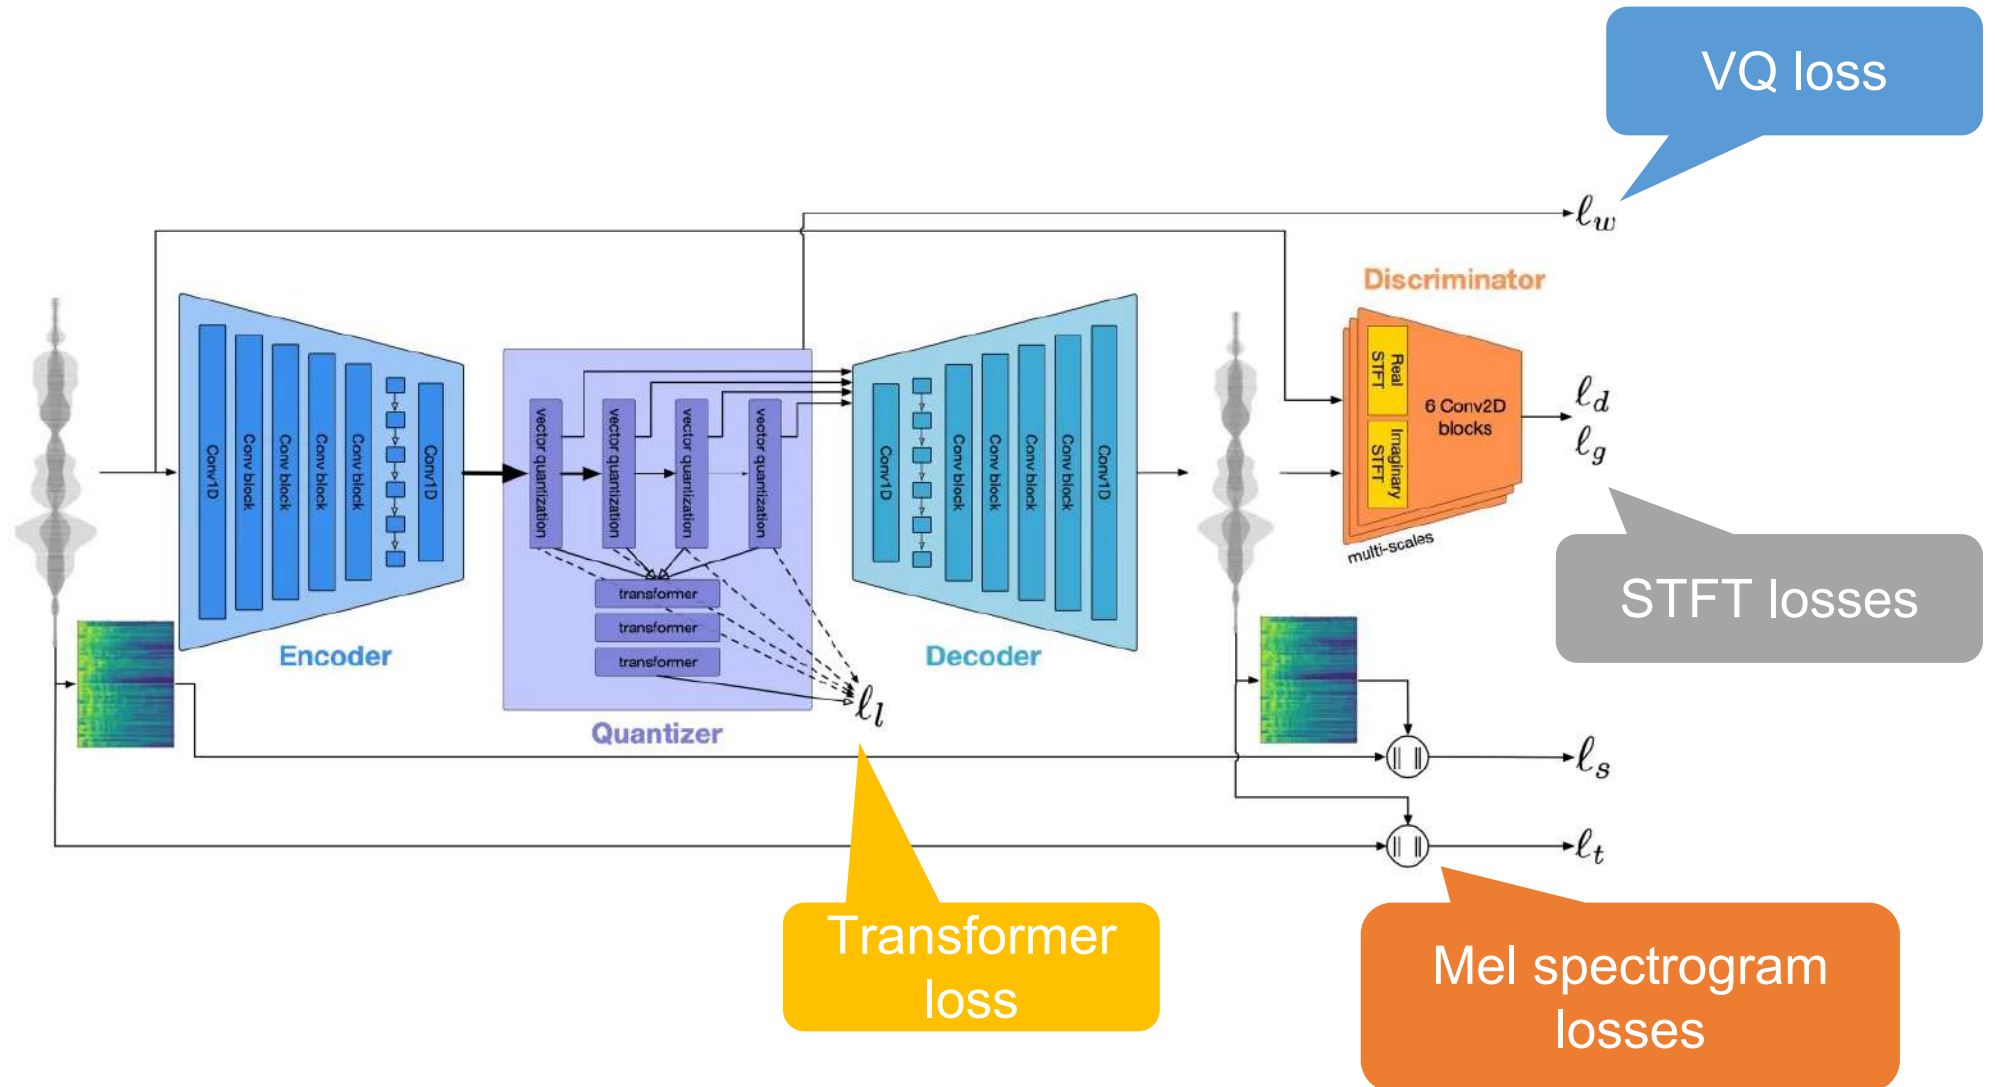 VQ loss
ℓw
Discriminator
Real STFT
Imaginary STFT
6 Conv2D
blocks
multi-scales
ℓd
ℓg
STFT losses
Conv1D
Conv block
Conv block
Conv block
Conv block
Conv1D
Encoder
vector quantization
vector quantization
vector quantization
vector quantization
transformer
transformer
transformer
Quantizer
ℓl
Conv1D
Conv block
Conv block
Conv block
Conv block
Conv1D
Decoder
ℓs
ℓt
Transformer
loss
Mel spectrogram
losses